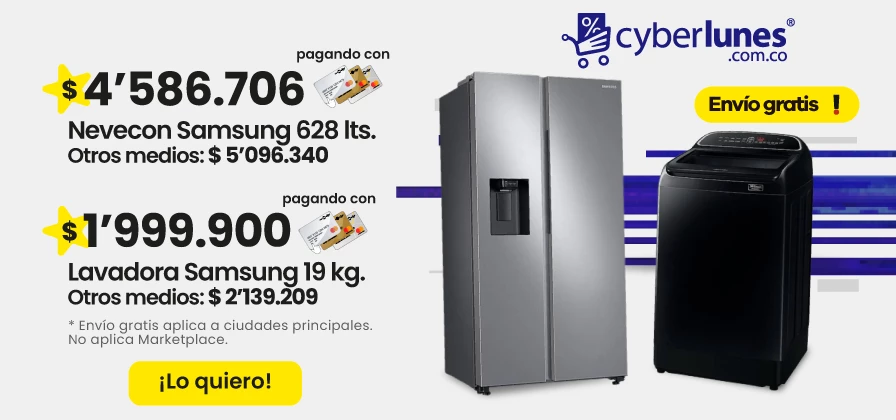 pagando con
$ 4'586.706
Nevecon Samsung 628 lts.
Otros medios: $ 5'096.340
pagando con
$ 1'999.900
Lavadora Samsung 19 kg.
Otros medios: $ 2'139.209
* Envío gratis aplica a ciudades principales.
No aplica Marketplace.
¡Lo quiero!
%
cyberlunes®
.com.co
Envío gratis !
SAMSUNG